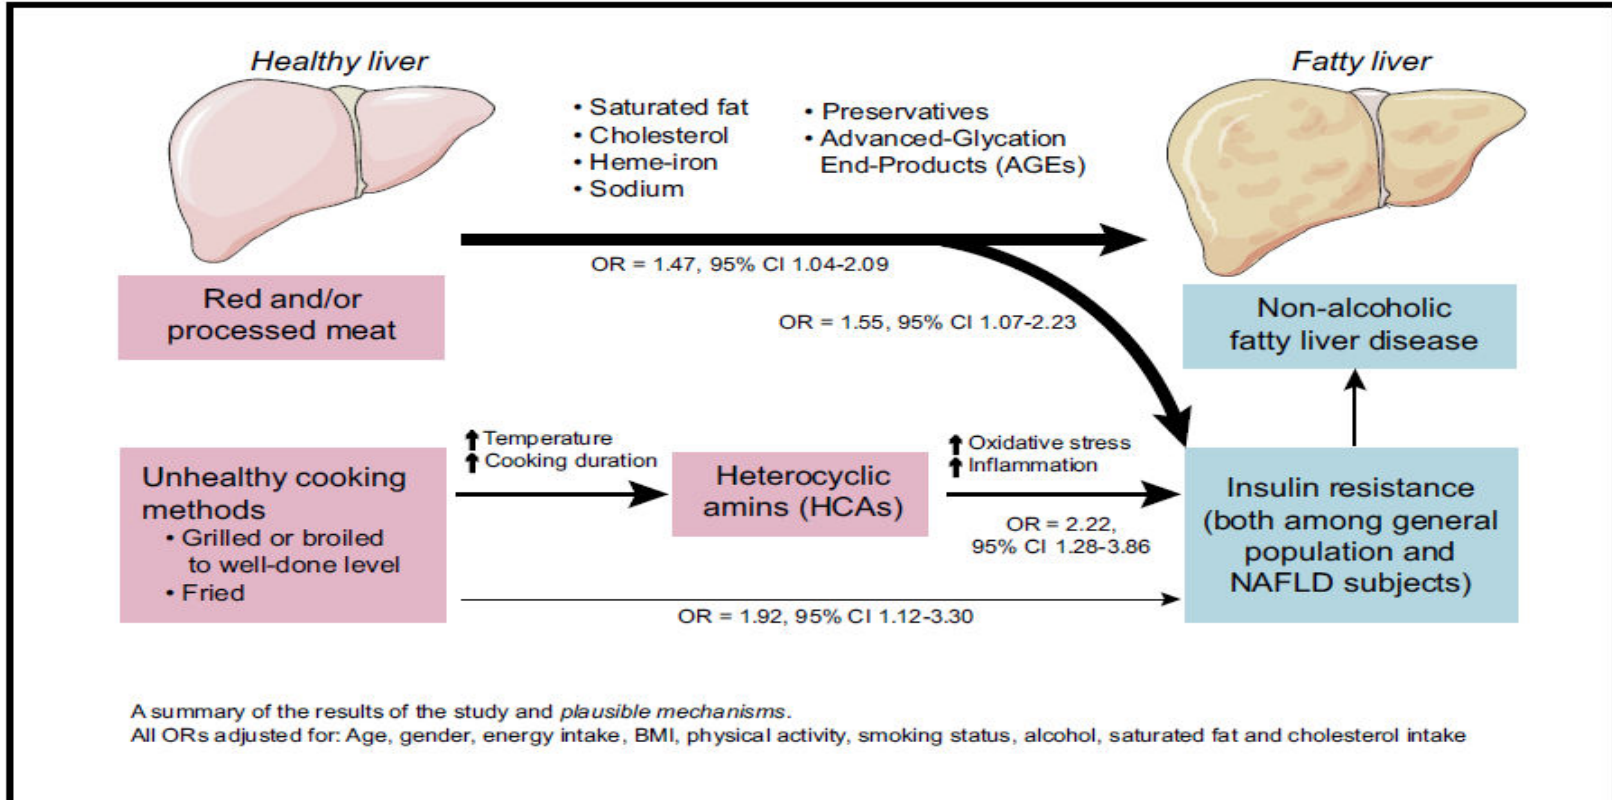 Healthy liver
Fatty liver
• Saturated fat
• Cholesterol
• Heme-iron
• Sodium
• Preservatives
• Advanced-Glycation
End-Products (AGEs)
OR = 1.47, 95% CI 1.04-2.09
OR = 1.55, 95% CI 1.07-2.23
Red and/or
processed meat
Non-alcoholic
fatty liver disease
Unhealthy cooking
methods
• Grilled or broiled
to well-done level
• Fried
Temperature
Cooking duration
Heterocyclic
amins (HCAs)
Oxidative stress
Inflammation
OR = 2.22,
95% CI 1.28-3.86
OR = 1.92, 95% CI 1.12-3.30
Insulin resistance
(both among general
population and
NAFLD subjects)
A summary of the results of the study and plausible mechanisms.
All ORs adjusted for: Age, gender, energy intake, BMI, physical activity, smoking status, alcohol, saturated fat and cholesterol intake